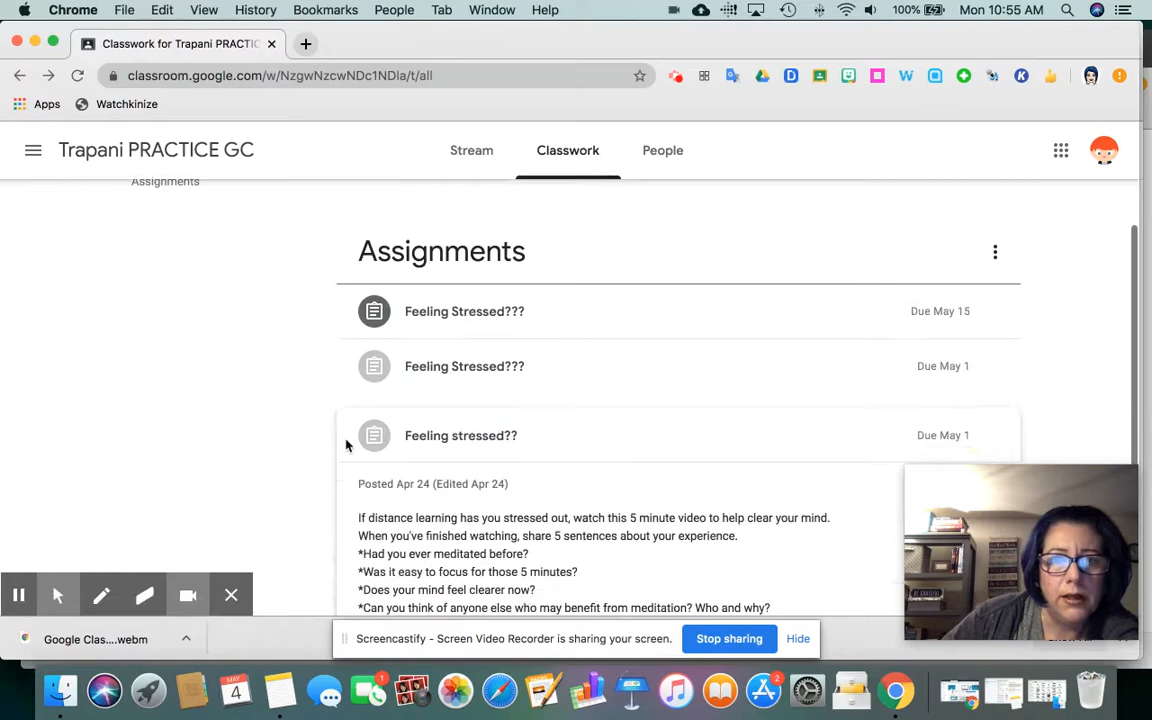 Chrome File Edit View History Bookmarks People Tab Window Help 100% Mon 10:55 AM
Classwork for Trapani PRACTIC
classroom.google.com/w/NzgwNzcwNDc1NDla/t/all
Apps Watchkinize
Trapani PRACTICE GC Stream Classwork People
Assignments
Assignments
Feeling Stressed??? Due May 15
Feeling Stressed??? Due May 1
Feeling stressed?? Due May 1
Posted Apr 24 (Edited Apr 24)
If distance learning has you stressed out, watch this 5 minute video to help clear your mind.
When you've finished watching, share 5 sentences about your experience.
*Had you ever meditated before?
*Was it easy to focus for those 5 minutes?
*Does your mind feel clearer now?
*Can you think of anyone else who may benefit from meditation? Who and why?
Google Clas....webm
Screencastify - Screen Video Recorder is sharing your screen. Stop sharing Hide
MAY
4
1
2